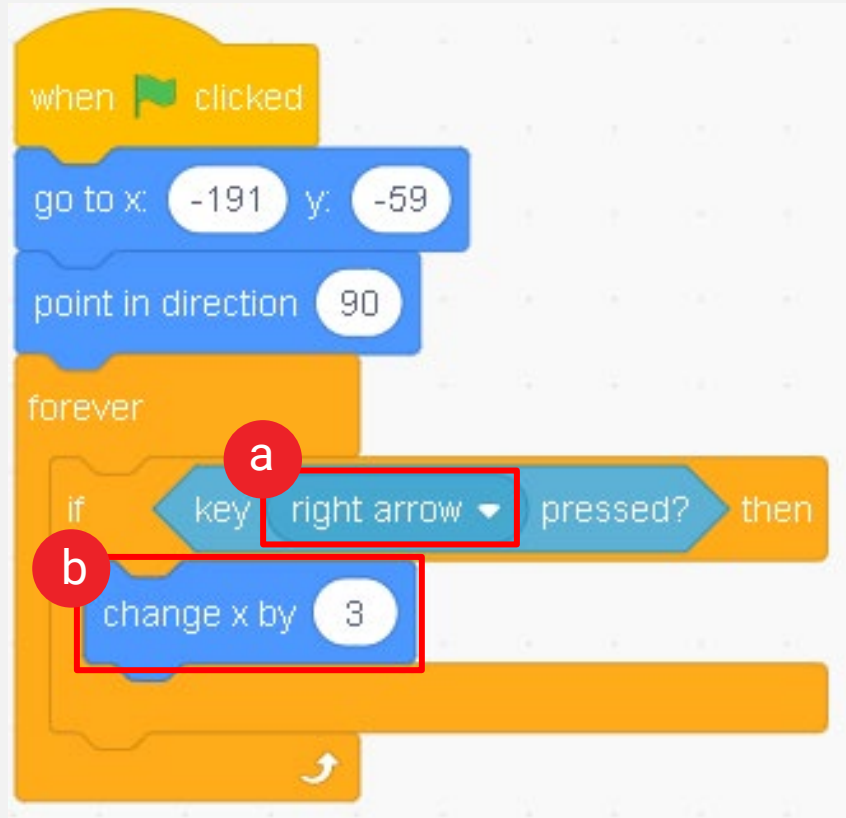 when clicked
go to x: -191 y: -59
point in direction 90
forever
a
if key right arrow pressed? then
b
change x by 3